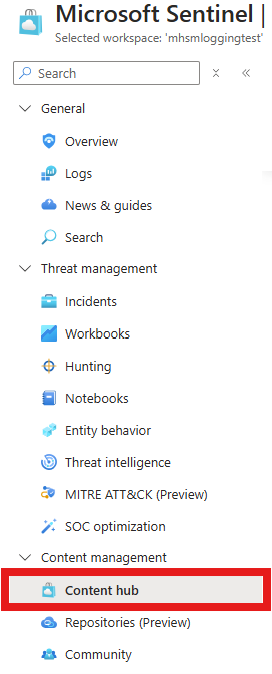 Microsoft Sentinel |
Selected workspace: 'mhsmloggingtest'
Search
General
Overview
Logs
News & guides
Search
Threat management
Incidents
Workbooks
Hunting
Notebooks
Entity behavior
Threat intelligence
MITRE ATT&CK (Preview)
SOC optimization
Content management
Content hub
Repositories (Preview)
Community